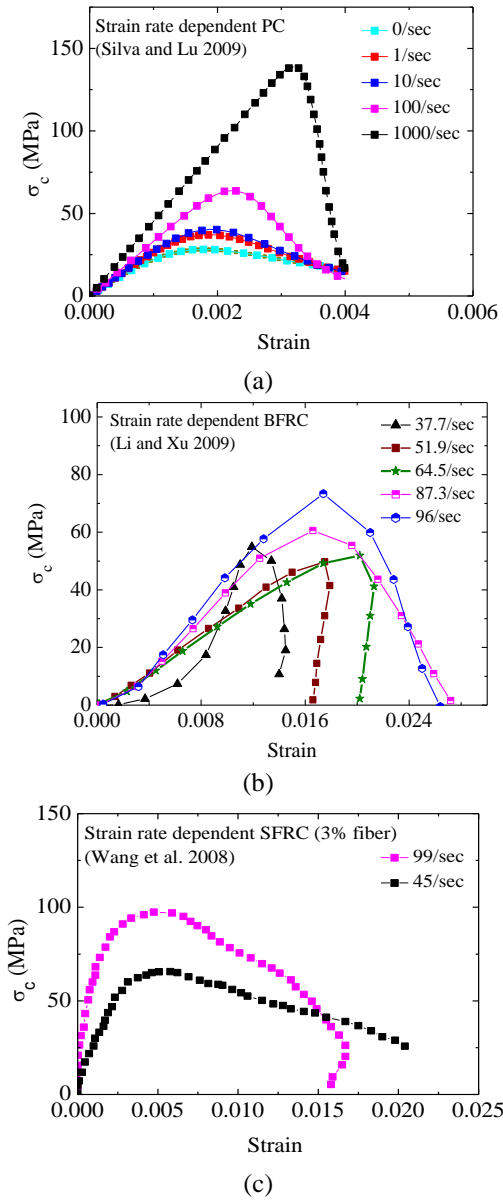 150
100
50
0
σc (MPa)
Strain rate dependent PC
(Silva and Lu 2009)
0/sec
1/sec
10/sec
100/sec
1000/sec
0.000 0.002 0.004 0.006
Strain
(a)
100
80
60
40
20
0
σc (MPa)
Strain rate dependent BFRC
(Li and Xu 2009)
37.7/sec
51.9/sec
64.5/sec
87.3/sec
96/sec
0.000 0.008 0.016 0.024
Strain
(b)
150
100
50
0
σc (MPa)
Strain rate dependent SFRC (3% fiber)
(Wang et al. 2008)
99/sec
45/sec
0.000 0.005 0.010 0.015 0.020 0.025
Strain
(c)